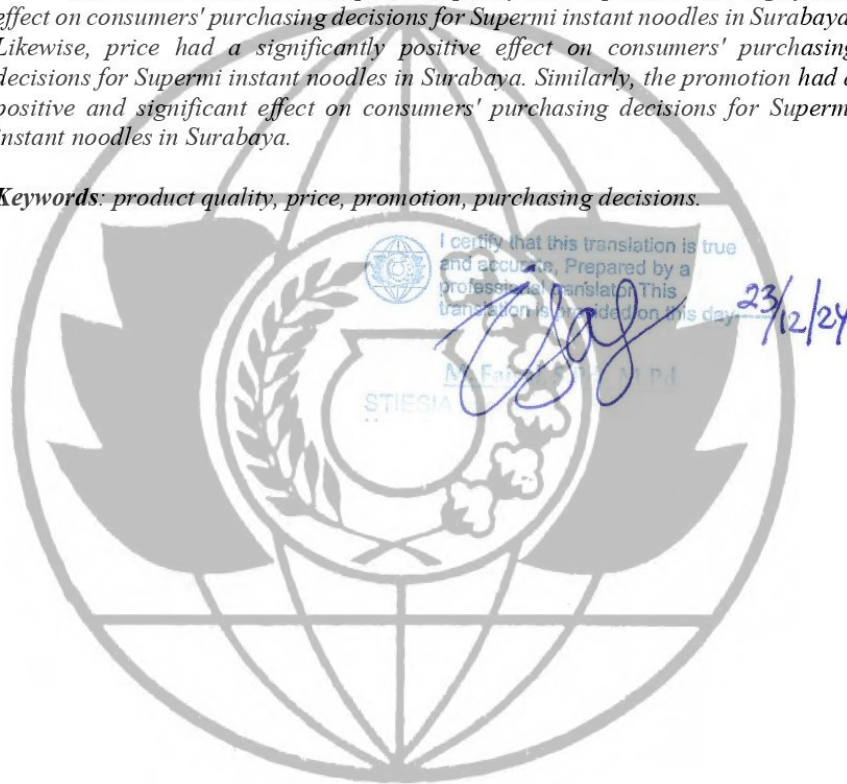 effect on consumers' purchasing decisions for Supermi instant noodles in Surabaya
Likewise, price had a significantly positive effect on consumers' purchasing
decisions for Supermi instant noodles in Surabaya. Similarly, the promotion had a
positive and significant effect on consumers' purchasing decisions for Supermi
instant noodles in Surabaya.
Keywords: product quality, price, promotion, purchasing decisions.
I certify that this translation is true
and accurate, Prepared by a
professional translator This
translation is provided on this day 23/12/24
M. Faisal, S.Pd, M.Pd
STIESIA